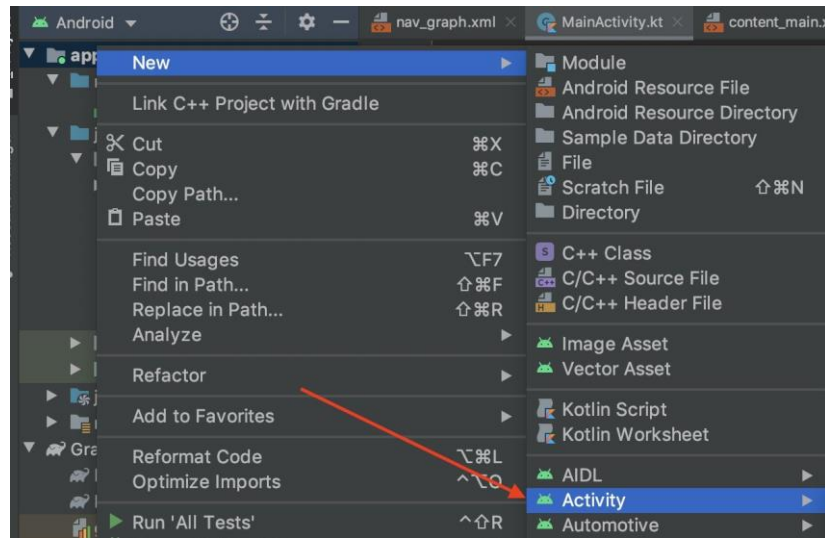 Android
nav_graph.xml
MainActivity.kt
content_main.x
app
New
Link C++ Project with Gradle
Cut ⌘X
Copy ⌘C
Copy Path...
Paste ⌘V
Find Usages ⌥F7
Find in Path... ⇧⌘F
Replace in Path... ⇧⌘R
Analyze
Refactor
Add to Favorites
Reformat Code ⌥⌘L
Optimize Imports ^⌥O
Run 'All Tests' ^⇧R
Module
Android Resource File
Android Resource Directory
Sample Data Directory
File
Scratch File ⇧⌘N
Directory
C++ Class
C/C++ Source File
C/C++ Header File
Image Asset
Vector Asset
Kotlin Script
Kotlin Worksheet
AIDL
Activity
Automotive
Gra